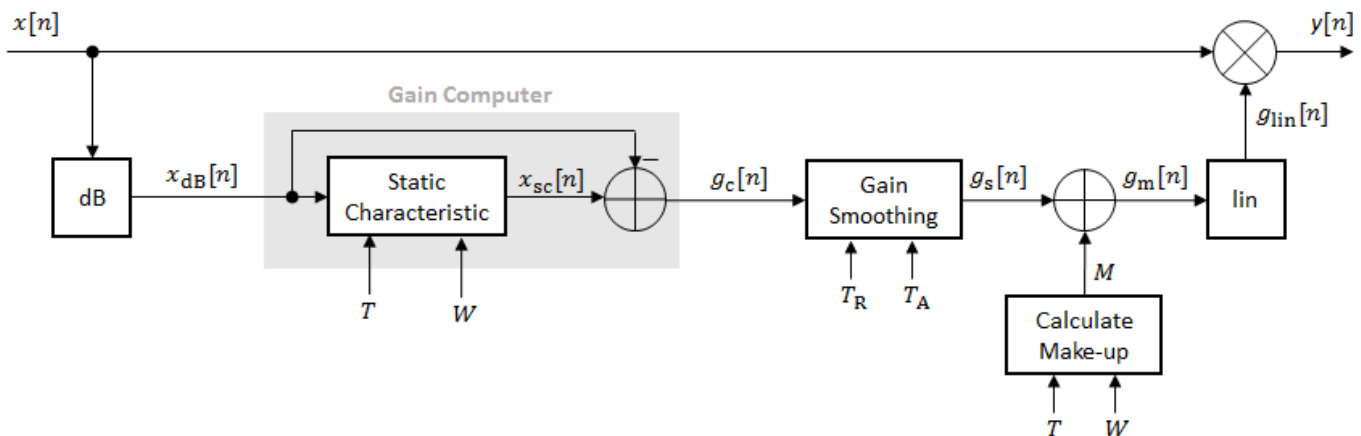 x[n]
y[n]
Gain Computer
g_lin[n]
dB
x_dB[n]
Static
Characteristic
x_sc[n]
−
g_c[n]
Gain
Smoothing
g_s[n]
g_m[n]
lin
T
W
T_R
T_A
M
Calculate
Make-up
T
W